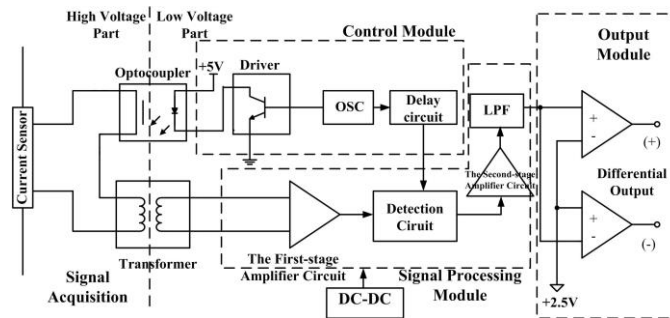 High Voltage Part
Low Voltage Part
Control Module
Output Module
Optocoupler
+5V
Driver
OSC
Delay circuit
LPF
Current Sensor
The Second-stage Amplifier Circuit
+
-
(+)
Differential Output
+
-
(-)
Detection Ciruit
Transformer
The First-stage Amplifier Circuit
Signal Acquisition
Signal Processing Module
DC-DC
+2.5V